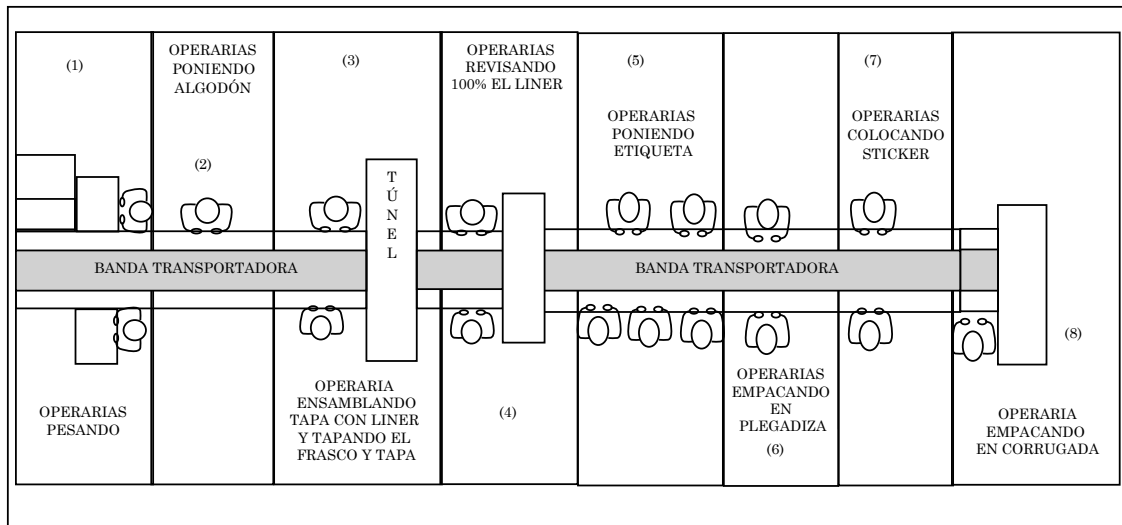 (1)
OPERARIAS
PESANDO
OPERARIAS
PONIENDO
ALGODÓN
(2)
(3)
OPERARIA
ENSAMBLANDO
TAPA CON LINER
Y TAPANDO EL
FRASCO Y TAPA
TÚNEL
OPERARIAS
REVISANDO
100% EL LINER
(4)
(5)
OPERARIAS
PONIENDO
ETIQUETA
OPERARIAS
EMPACANDO
EN
PLEGADIZA
(6)
(7)
OPERARIAS
COLOCANDO
STICKER
(8)
OPERARIA
EMPACANDO
EN CORRUGADA
BANDA TRANSPORTADORA
BANDA TRANSPORTADORA